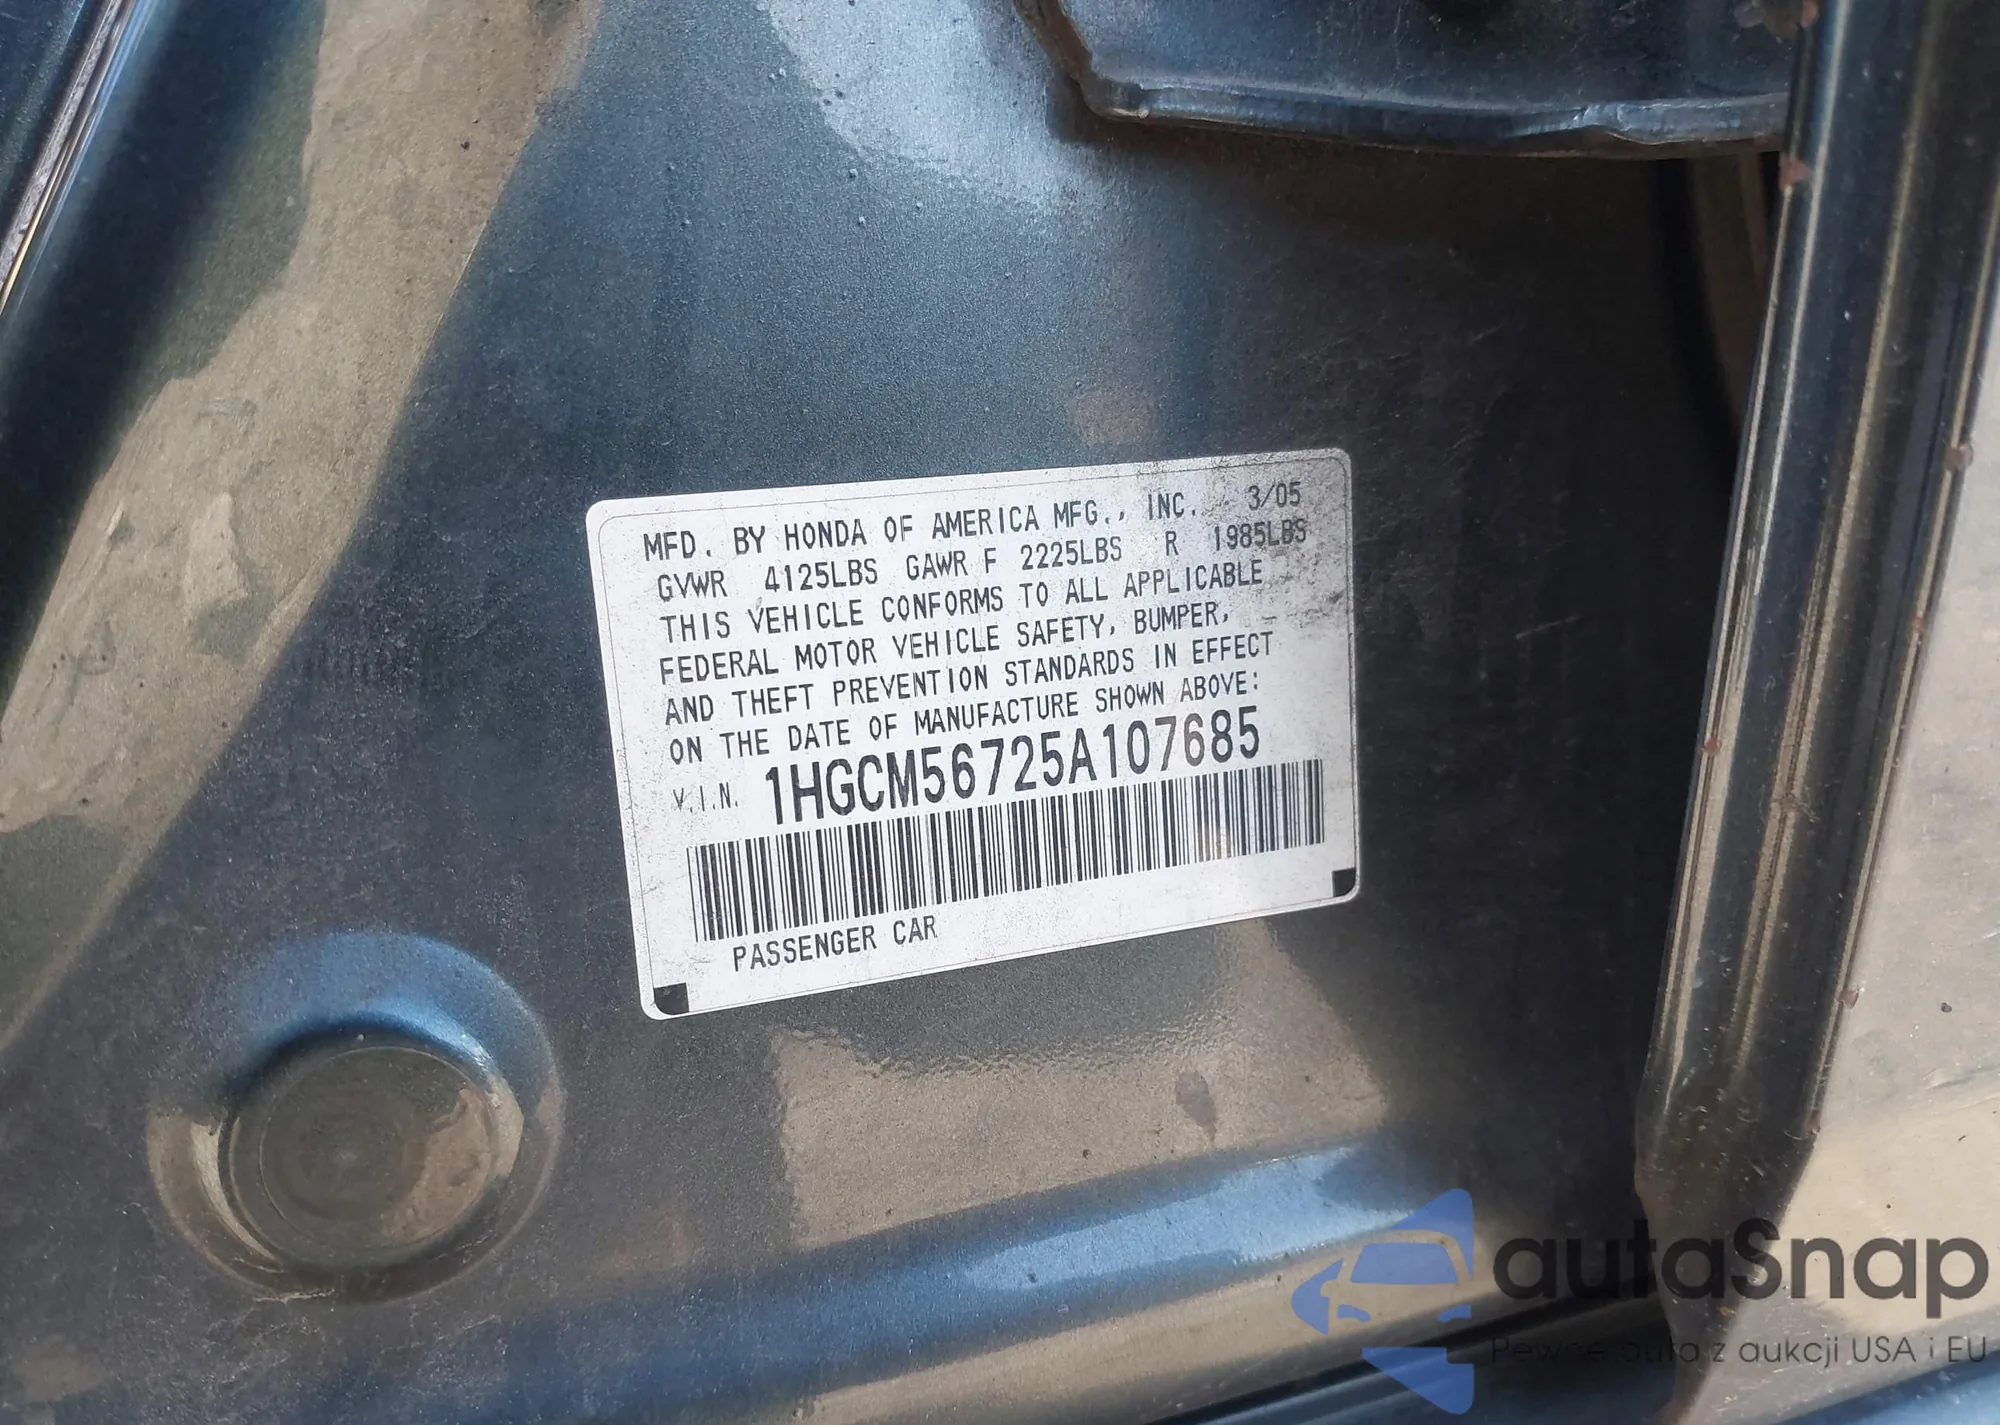 MFD. BY HONDA OF AMERICA MFG., INC. 3/05
GVWR 4125LBS GAWR F 2225LBS R 1985LBS
THIS VEHICLE CONFORMS TO ALL APPLICABLE
FEDERAL MOTOR VEHICLE SAFETY, BUMPER,
AND THEFT PREVENTION STANDARDS IN EFFECT
ON THE DATE OF MANUFACTURE SHOWN ABOVE:
V.I.N. 1HGCM56725A107685
PASSENGER CAR
autaSnap
Pewne auta z aukcji USA i EU